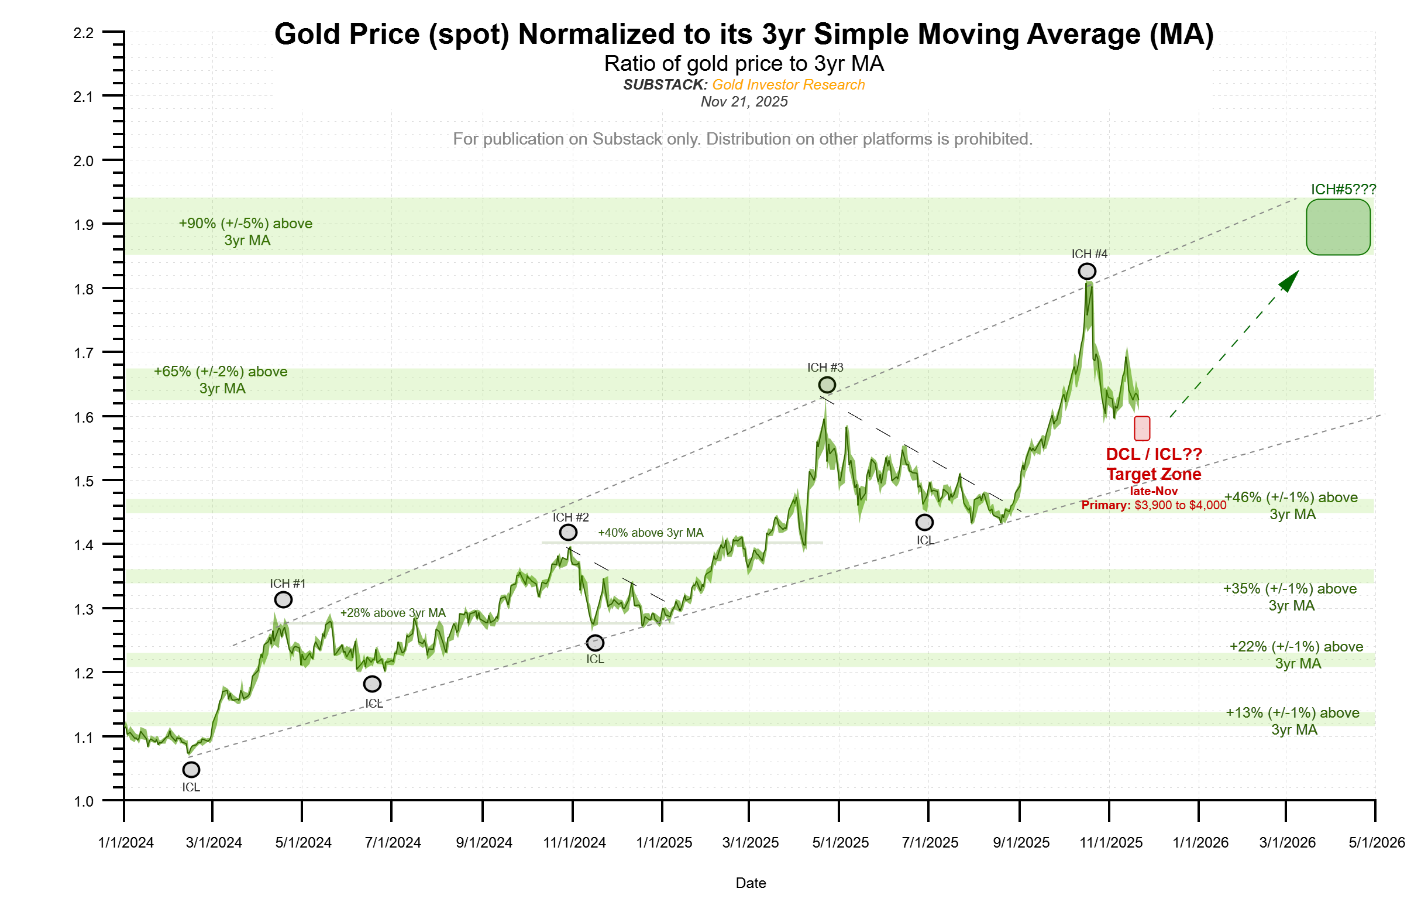 Gold Price (spot) Normalized to its 3yr Simple Moving Average (MA)
Ratio of gold price to 3yr MA
SUBSTACK: Gold Investor Research
Nov 21, 2025
For publication on Substack only. Distribution on other platforms is prohibited.
2.2
2.1
2.0
1.9
1.8
1.7
1.6
1.5
1.4
1.3
1.2
1.1
1.0
+90% (+/-5%) above
3yr MA
+65% (+/-2%) above
3yr MA
ICH#5???
ICH #4
ICH #3
ICH #2
+40% above 3yr MA
ICH #1
+28% above 3yr MA
ICL
ICL
ICL
ICL
DCL / ICL??
Target Zone
late-Nov
Primary: $3,900 to $4,000
+46% (+/-1%) above
3yr MA
+35% (+/-1%) above
3yr MA
+22% (+/-1%) above
3yr MA
+13% (+/-1%) above
3yr MA
1/1/2024
3/1/2024
5/1/2024
7/1/2024
9/1/2024
11/1/2024
1/1/2025
3/1/2025
5/1/2025
7/1/2025
9/1/2025
11/1/2025
1/1/2026
3/1/2026
5/1/2026
Date